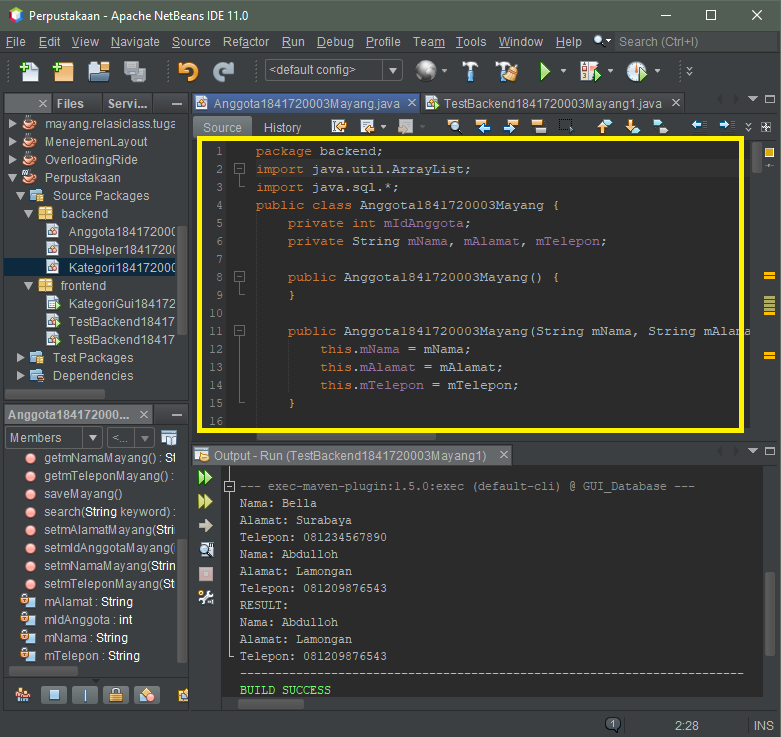 Perpustakaan - Apache NetBeans IDE 11.0
File Edit View Navigate Source Refactor Run Debug Profile Team Tools Window Help Search (Ctrl+I)
<default config>
Files Servi...
mayang.relasiclass.tuga
MenejemenLayout
OverloadingRide
Perpustakaan
Source Packages
backend
Anggota184172000
DBHelper18417200
Kategori184172000
frontend
KategoriGui184172
TestBackend18417
TestBackend18417
Test Packages
Dependencies
Anggota1841720003Mayang.java TestBackend1841720003Mayang1.java
Source History
1 package backend;
2 import java.util.ArrayList;
3 import java.sql.*;
4 public class Anggota1841720003Mayang {
5 private int mIdAnggota;
6 private String mNama, mAlamat, mTelepon;
7
8 public Anggota1841720003Mayang() {
9 }
10
11 public Anggota1841720003Mayang(String mNama, String mAlama
12 this.mNama = mNama;
13 this.mAlamat = mAlamat;
14 this.mTelepon = mTelepon;
15 }
16
Anggota184172000...
Members <...
getmNamaMayang() : St
getmTeleponMayang() :
saveMayang()
search(String keyword) :
setmAlamatMayang(Stri
setmIdAnggotaMayang(i
setmNamaMayang(Strin
setmTeleponMayang(St
mAlamat : String
mIdAnggota : int
mNama : String
mTelepon : String
Output - Run (TestBackend1841720003Mayang1)
--- exec-maven-plugin:1.5.0:exec (default-cli) @ GUI_Database ---
Nama: Bella
Alamat: Surabaya
Telepon: 081234567890
Nama: Abdulloh
Alamat: Lamongan
Telepon: 081209876543
RESULT:
Nama: Abdulloh
Alamat: Lamongan
Telepon: 081209876543
------------------------------------------------------------------------
BUILD SUCCESS
1 2:28 INS